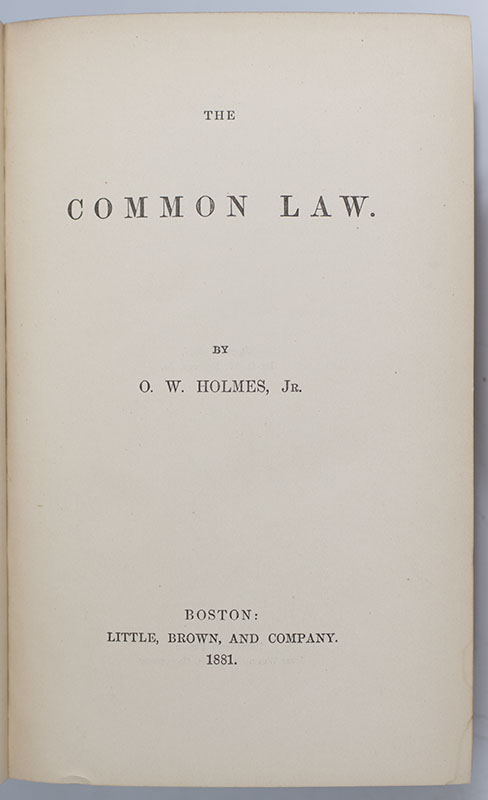 THE
COMMON LAW.
BY
O. W. HOLMES, JR.
BOSTON:
LITTLE, BROWN, AND COMPANY.
1881.